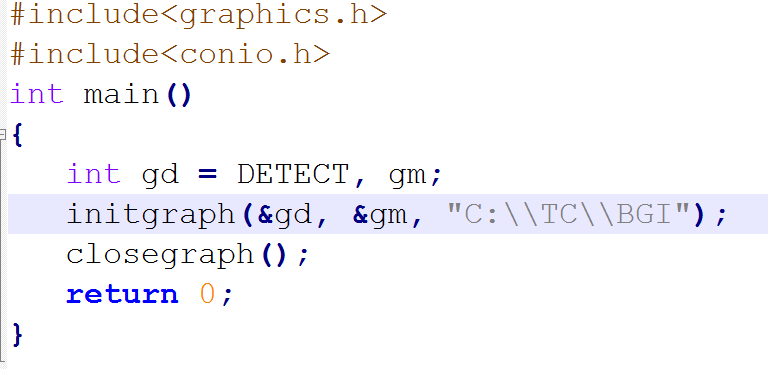 #include<graphics.h>
#include<conio.h>
int main()
{
int gd = DETECT, gm;
initgraph(&gd, &gm, "C:\\TC\\BGI");
closegraph();
return 0;
}